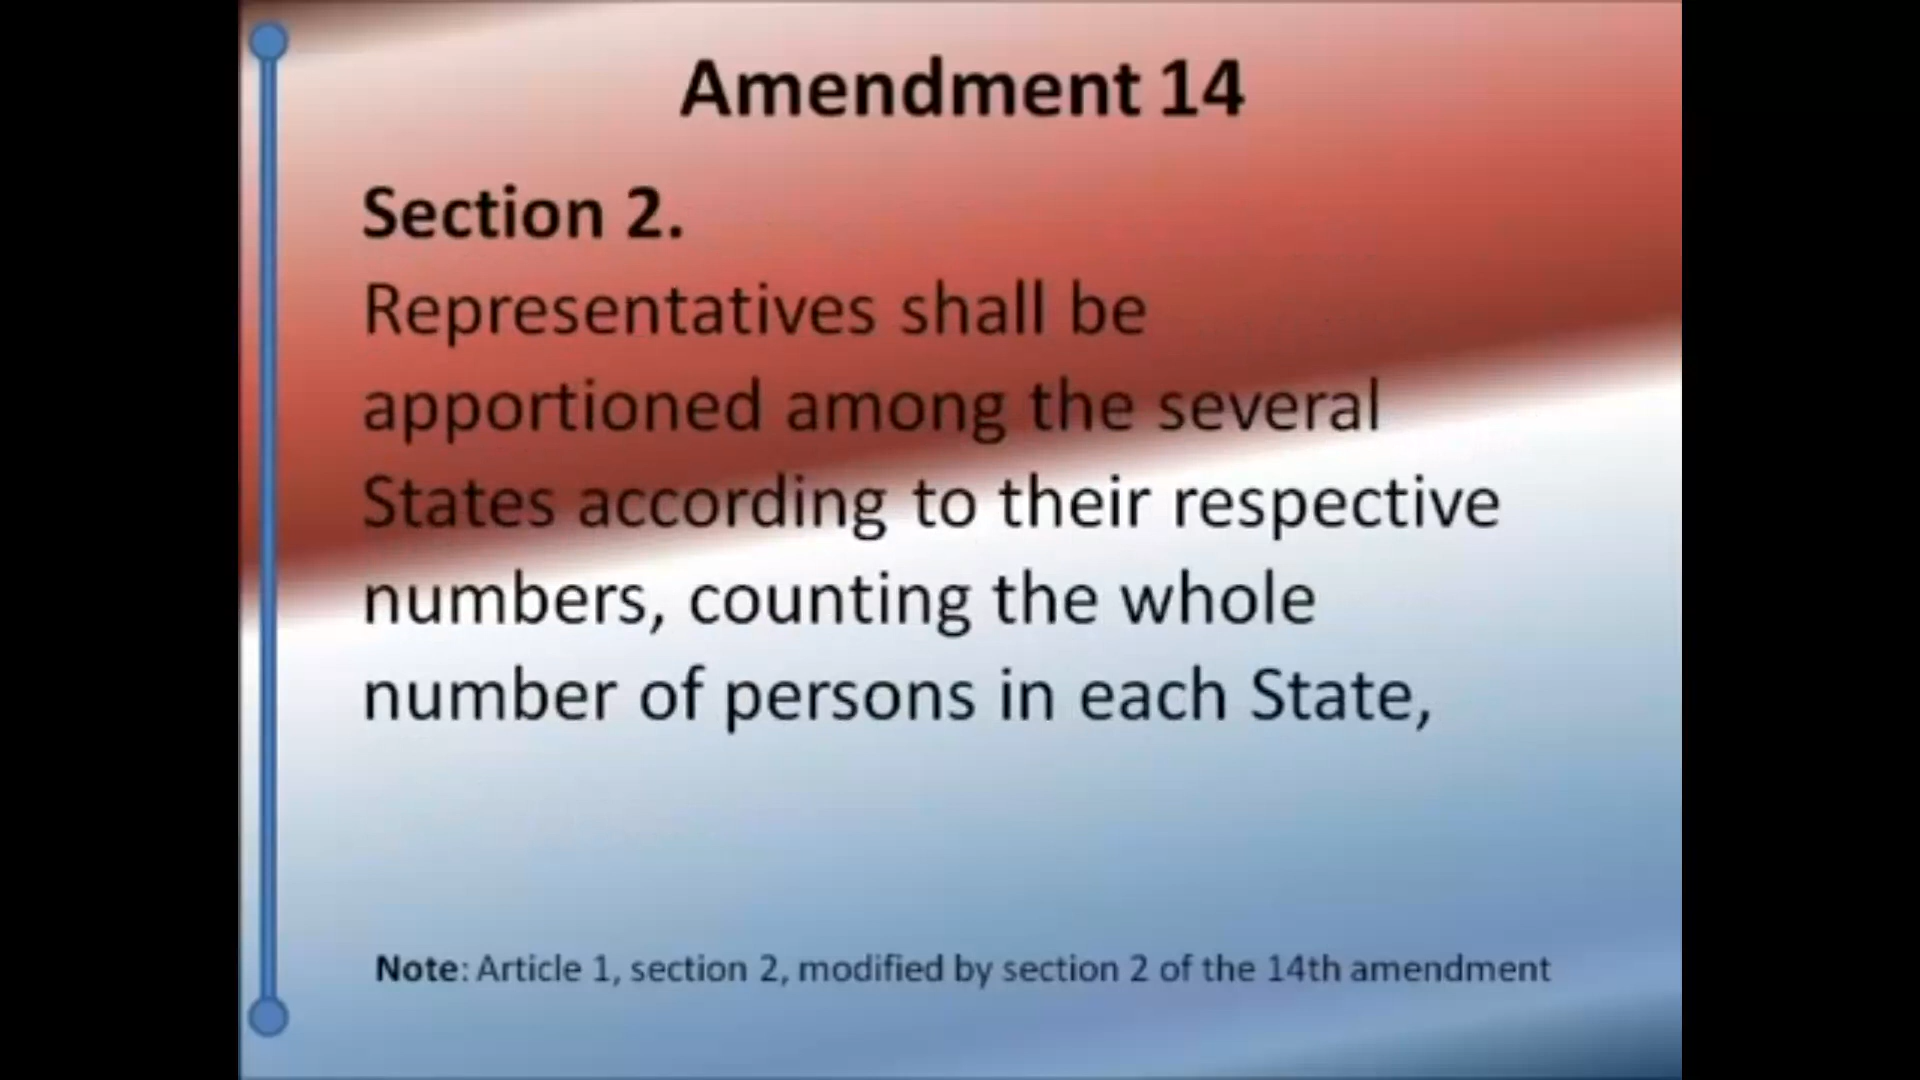 Amendment 14
Section 2.
Representatives shall be
apportioned among the several
States according to their respective
numbers, counting the whole
number of persons in each State,
Note: Article 1, section 2, modified by section 2 of the 14th amendment